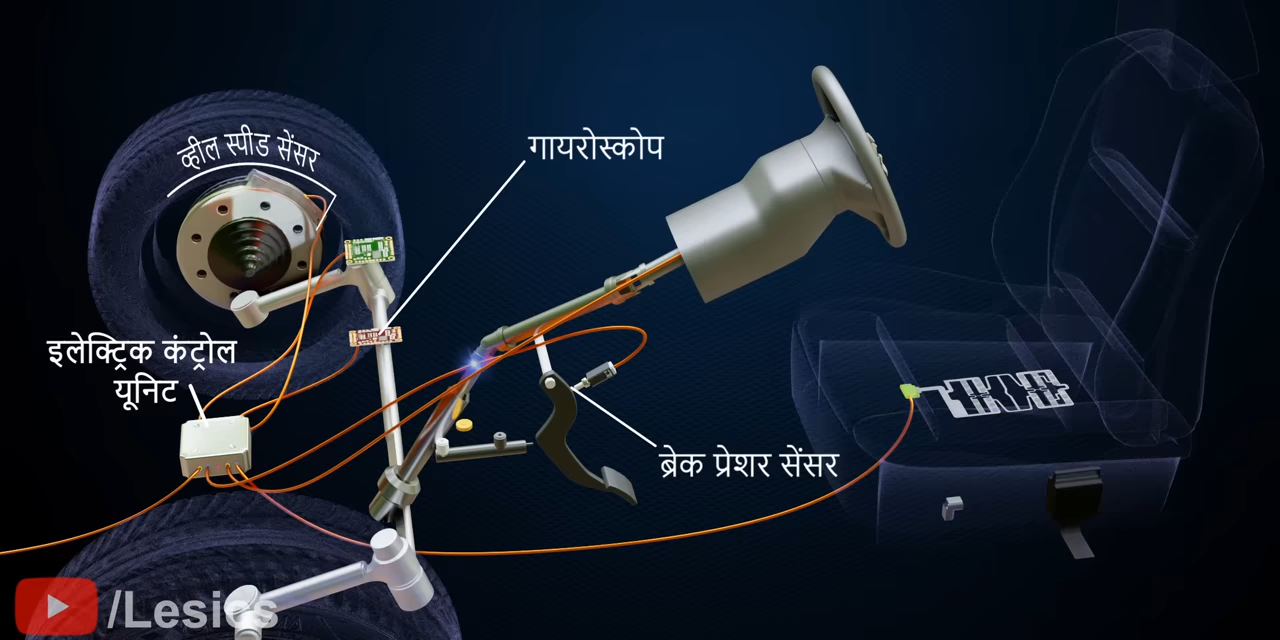 व्हील स्पीड सेंसर
गायरोस्कोप
इलेक्ट्रिक कंट्रोल
यूनिट
ब्रेक प्रेशर सेंसर
/Lesics